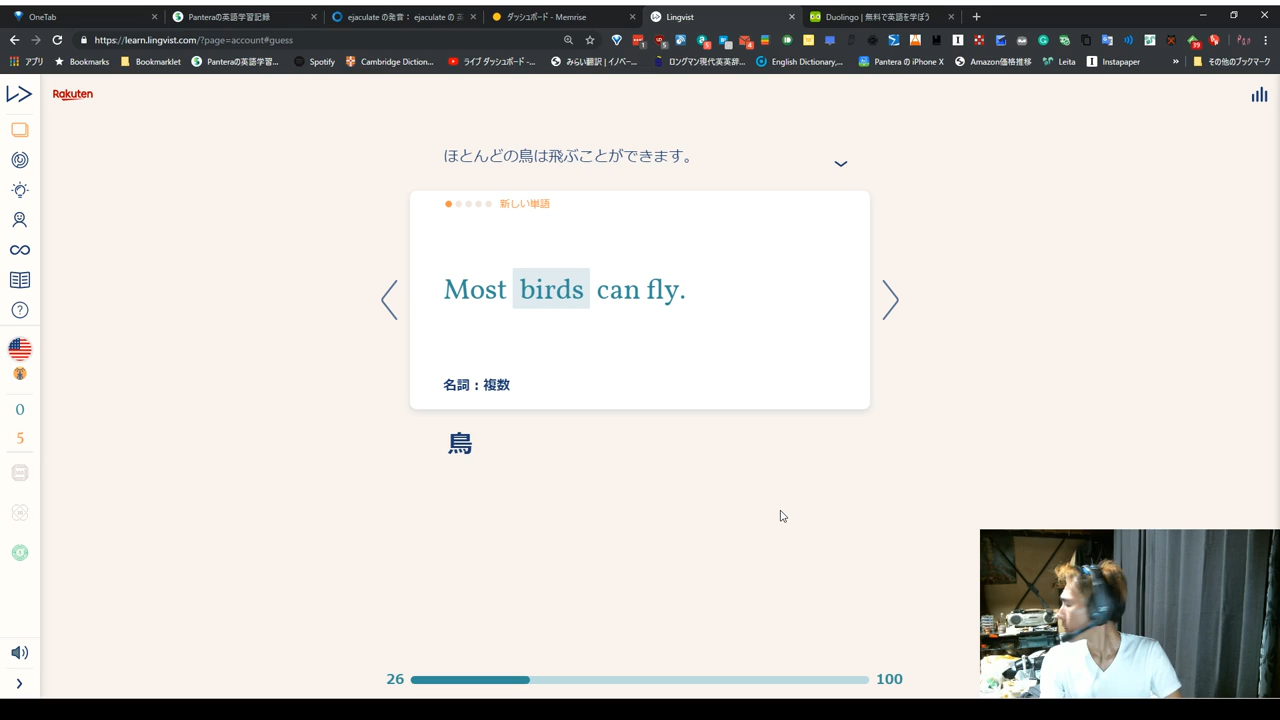 OneTab
Panteraの英語学習記録
ejaculate の発音： ejaculate の 英
ダッシュボード - Memrise
Lingvist
Duolingo | 無料で英語を学ぼう
https://learn.lingvist.com/?page=account#guess
アプリ
Bookmarks
Bookmarklet
Panteraの英語学習...
Spotify
Cambridge Diction...
ライブ ダッシュボード -...
みらい翻訳 | イノベー...
ロングマン現代英英辞...
English Dictionary,...
Pantera の iPhone X
Amazon価格推移
Leita
Instapaper
»
その他のブックマーク
Rakuten
ほとんどの鳥は飛ぶことができます。
新しい単語
Most birds can fly.
名詞：複数
鳥
0
5
26
100